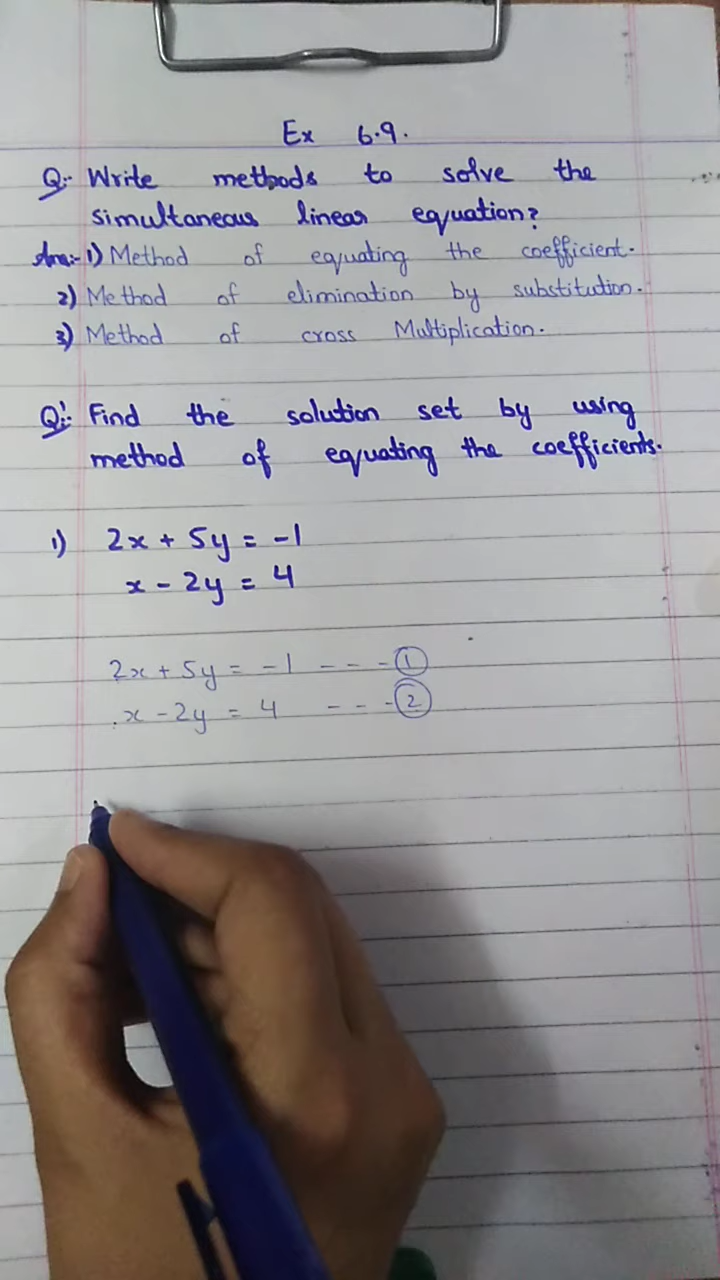 Ex 6.9.
Q:- Write methods to solve the
simultaneous linear equation?
Ans:- 1) Method of equating the coefficient.
2) Method of elimination by substitution.
3) Method of cross Multiplication.
Q1:- Find the solution set by using
method of equating the coefficients.
1) 2x + 5y = -1
x - 2y = 4
2x + 5y = -1 --- ①
x - 2y = 4 --- ②